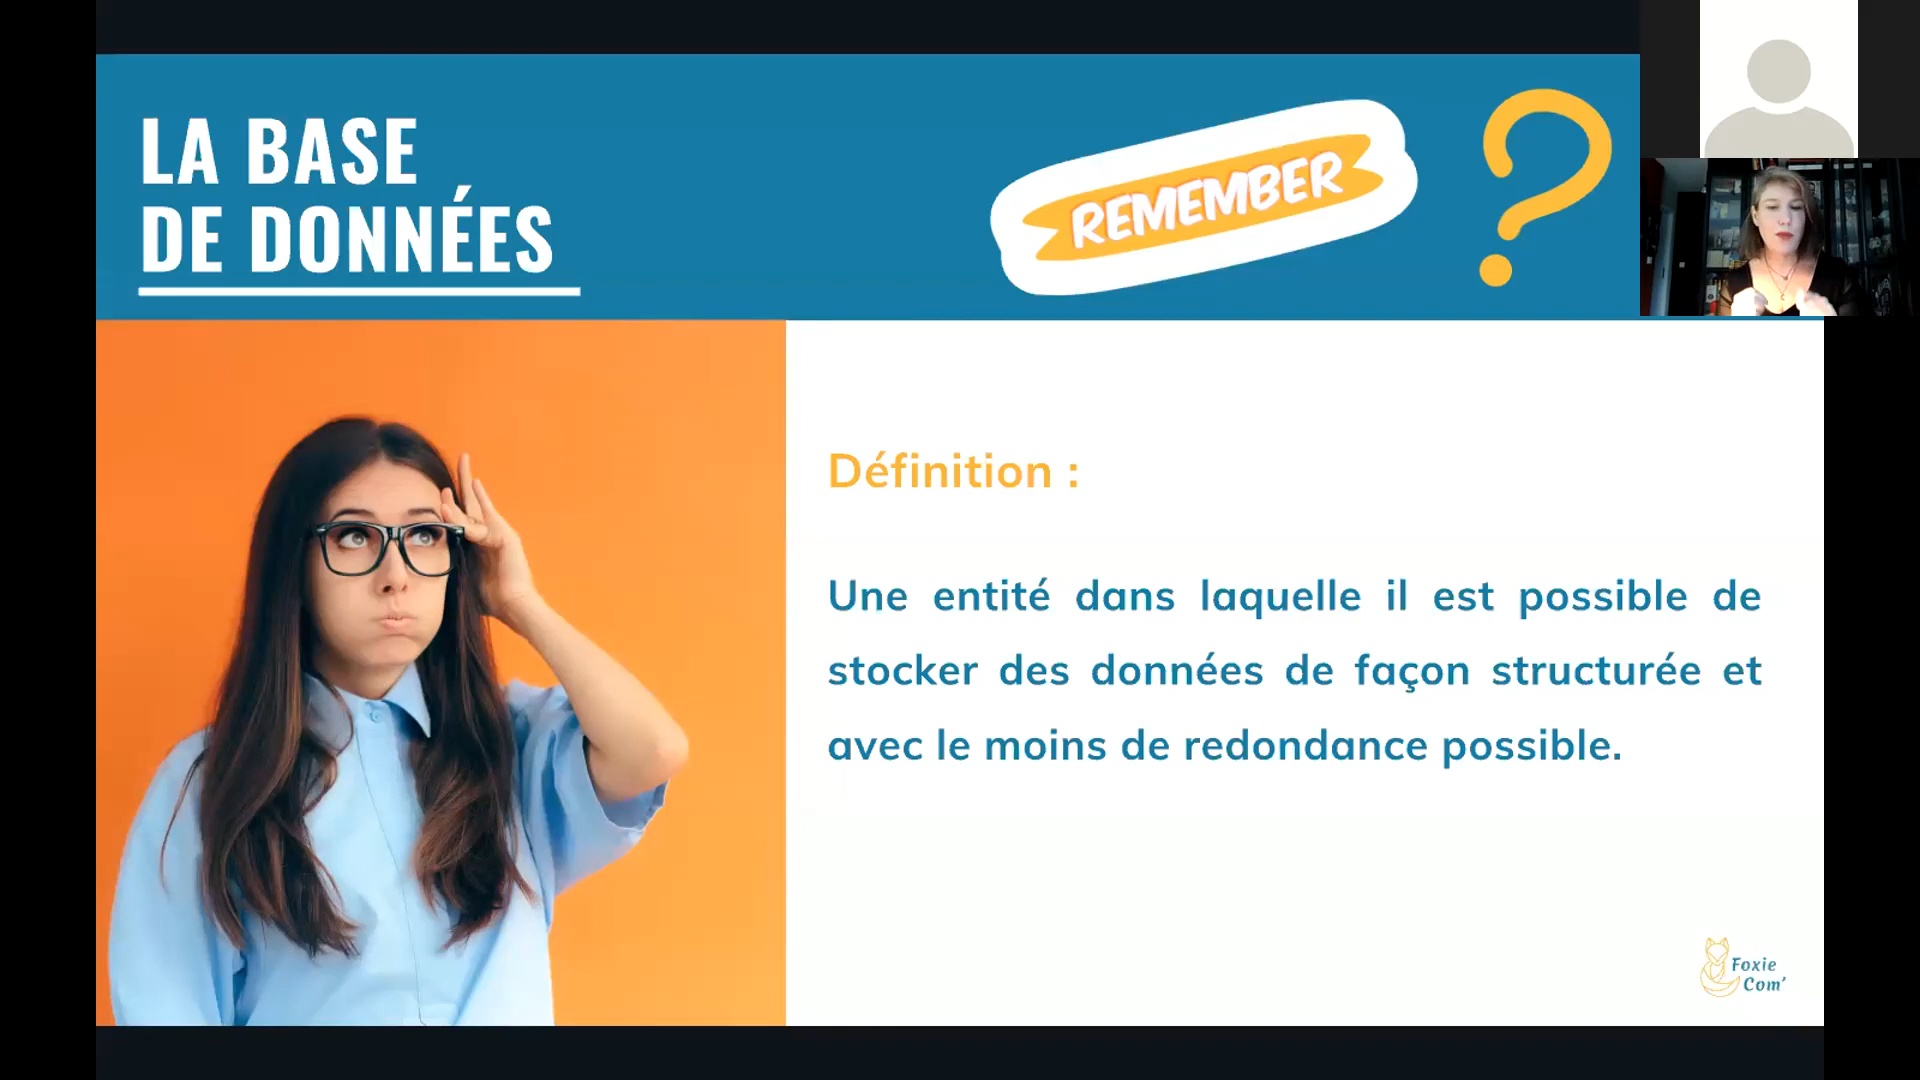 LA BASE
DE DONNÉES
REMEMBER
?
Définition :
Une entité dans laquelle il est possible de
stocker des données de façon structurée et
avec le moins de redondance possible.
Foxie
Com'